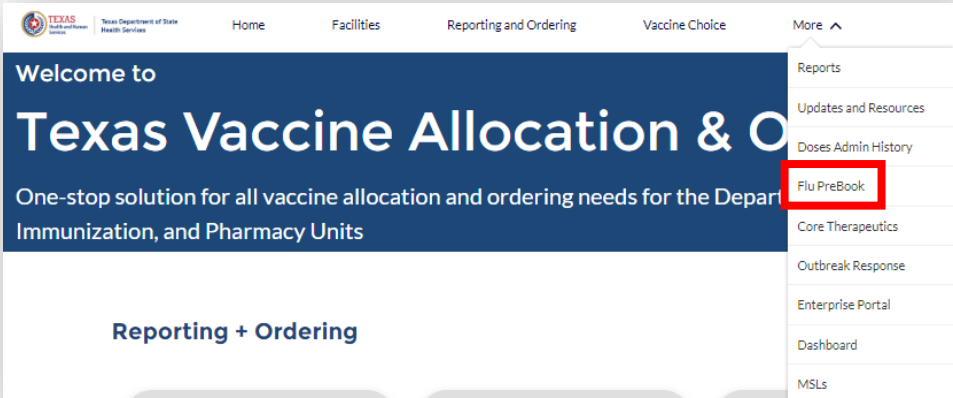 TEXAS
Health and Human
Services
Texas Department of State
Health Services
Home
Facilities
Reporting and Ordering
Vaccine Choice
More
Reports
Updates and Resources
Doses Admin History
Flu PreBook
Core Therapeutics
Outbreak Response
Enterprise Portal
Dashboard
MSLs
Welcome to
Texas Vaccine Allocation & O
One-stop solution for all vaccine allocation and ordering needs for the Depart
Immunization, and Pharmacy Units
Reporting + Ordering